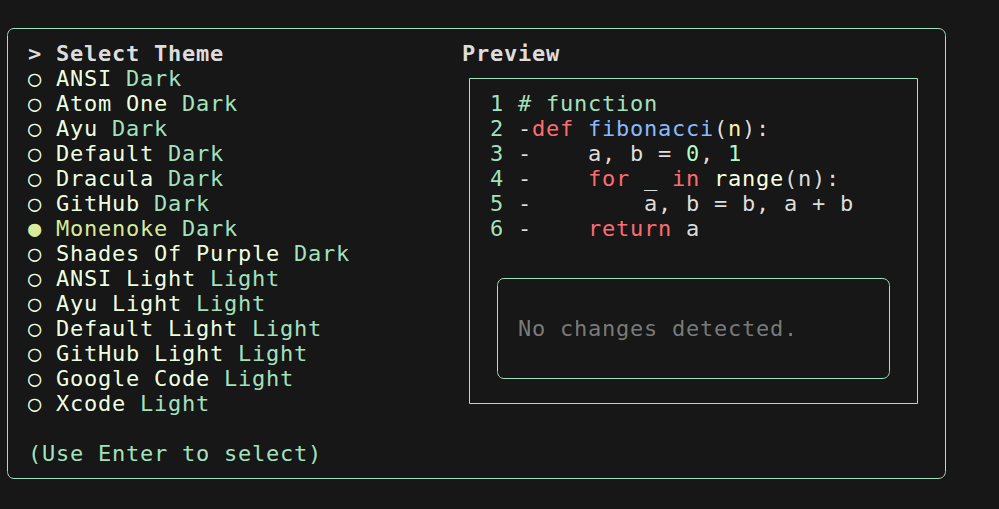 > Select Theme
○ ANSI Dark
○ Atom One Dark
○ Ayu Dark
○ Default Dark
○ Dracula Dark
○ GitHub Dark
● Monenoke Dark
○ Shades Of Purple Dark
○ ANSI Light Light
○ Ayu Light Light
○ Default Light Light
○ GitHub Light Light
○ Google Code Light
○ Xcode Light
(Use Enter to select)
Preview
1 # function
2 -def fibonacci(n):
3 -    a, b = 0, 1
4 -    for _ in range(n):
5 -        a, b = b, a + b
6 -    return a
No changes detected.